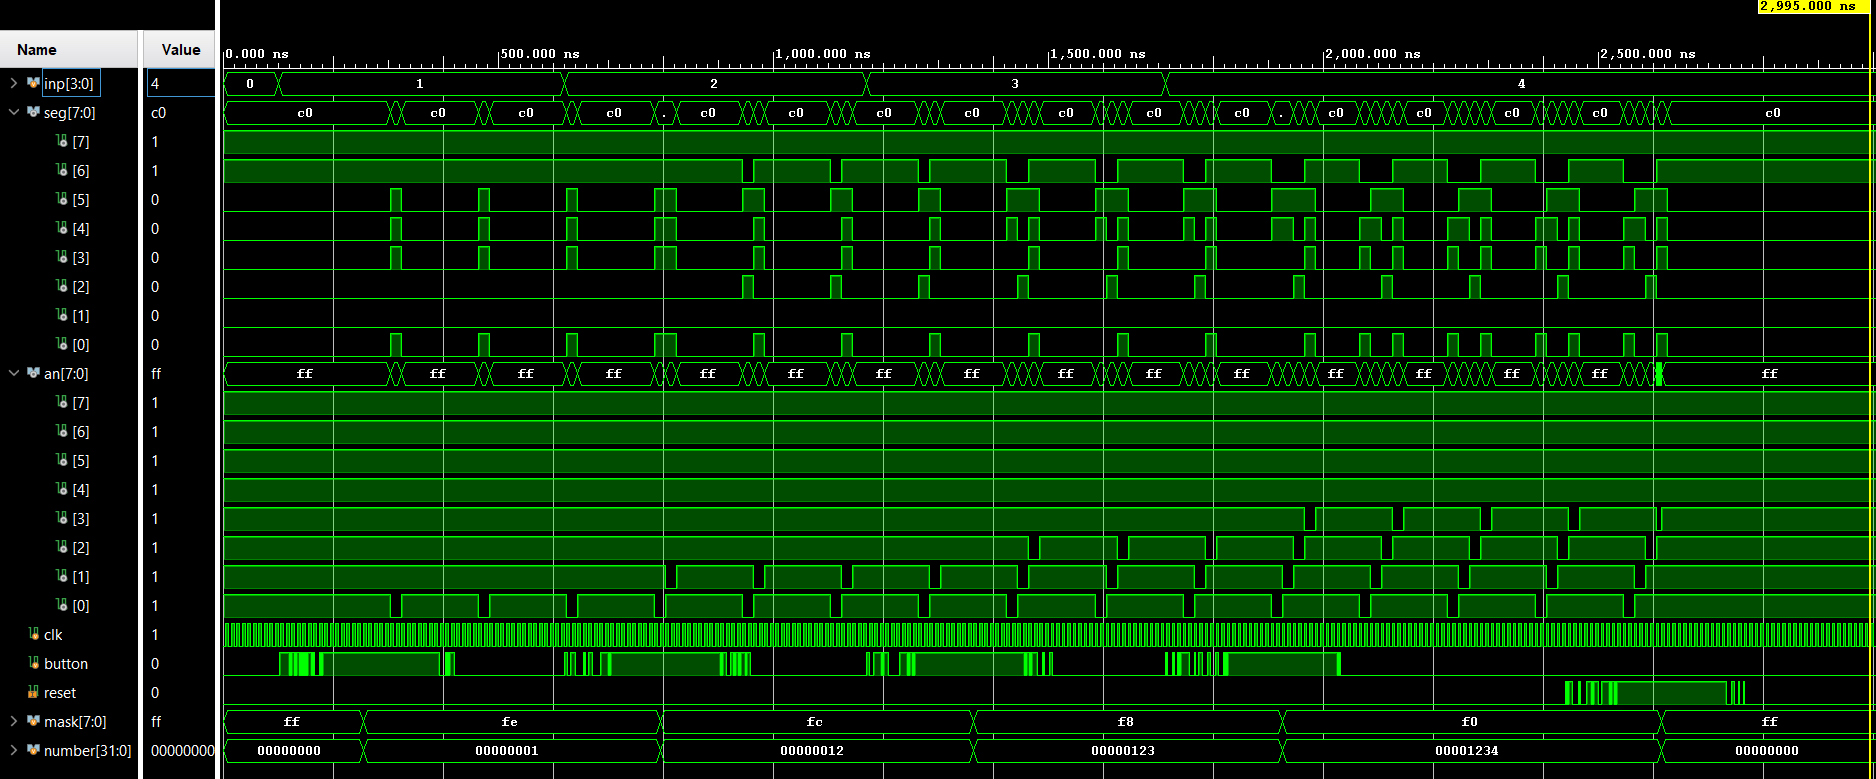 2,995.000 ns
Name Value 0.000 ns 500.000 ns 1,000.000 ns 1,500.000 ns 2,000.000 ns 2,500.000 ns
inp[3:0] 4 0 1 2 3 4
seg[7:0] c0 c0 c0 c0 c0 . c0 c0 c0 c0 c0 c0 c0 . c0 c0 c0 c0 c0
[7] 1
[6] 1
[5] 0
[4] 0
[3] 0
[2] 0
[1] 0
[0] 0
an[7:0] ff ff ff ff ff ff ff ff ff ff ff ff ff ff ff ff ff
[7] 1
[6] 1
[5] 1
[4] 1
[3] 1
[2] 1
[1] 1
[0] 1
clk 1
button 0
reset 0
mask[7:0] ff ff fe fc f8 f0 ff
number[31:0] 00000000 00000000 00000001 00000012 00000123 00001234 00000000